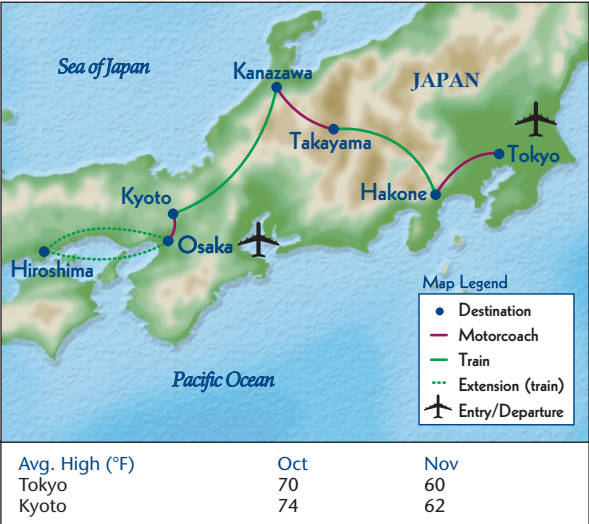 Sea of Japan
Kanazawa
JAPAN
Takayama
Tokyo
Kyoto
Hakone
Osaka
Hiroshima
Map Legend
Destination
Motorcoach
Train
Extension (train)
Entry/Departure
Pacific Ocean
Avg. High (°F) Oct Nov
Tokyo 70 60
Kyoto 74 62